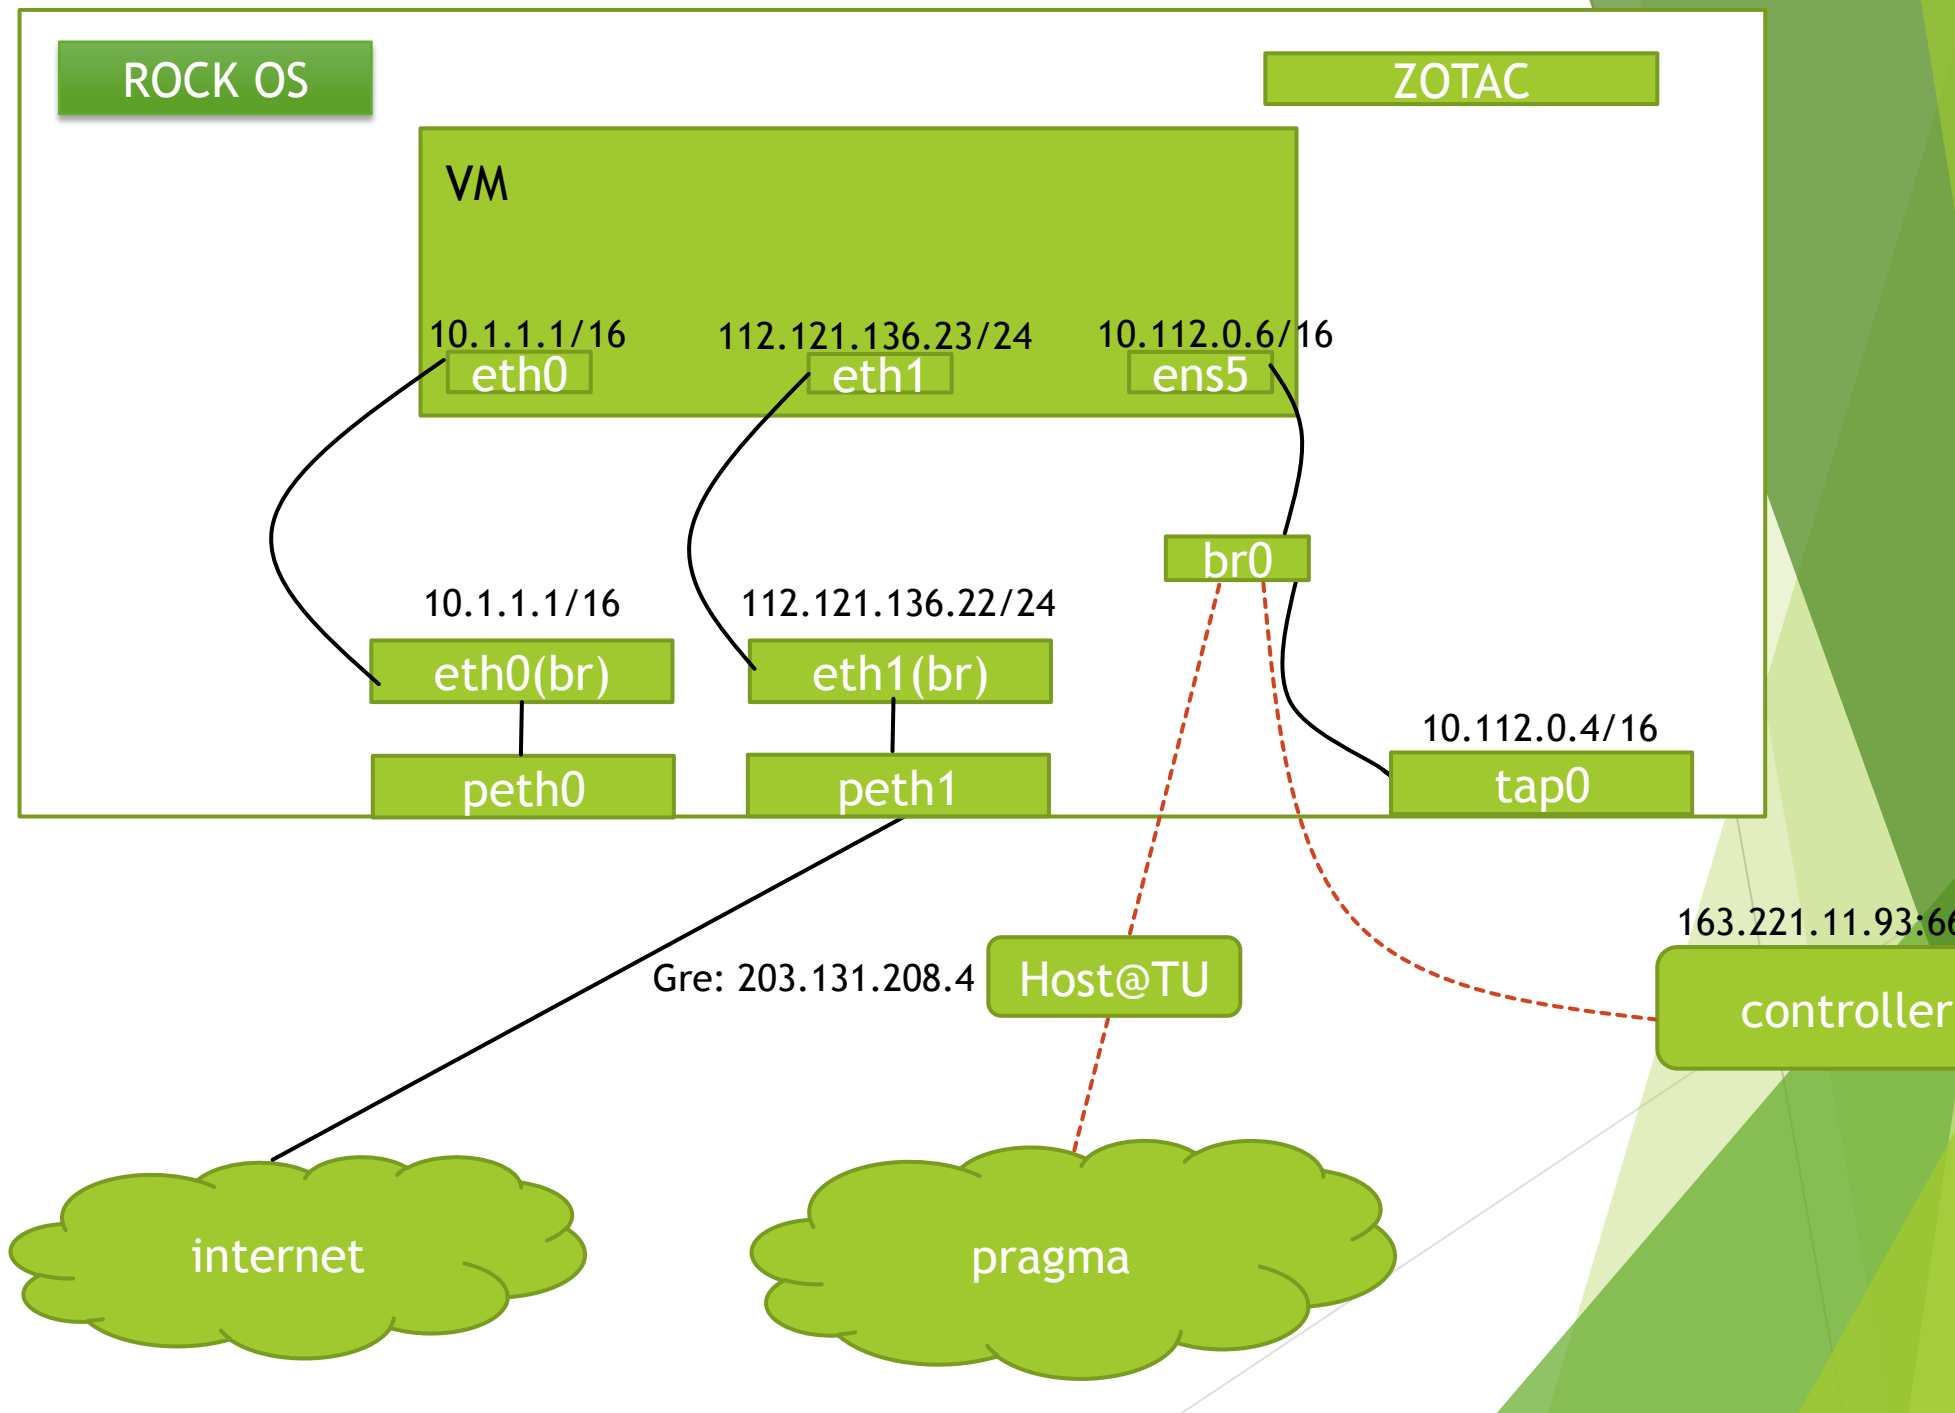 ROCK OS
ZOTAC
VM
10.1.1.1/16
112.121.136.23/24
10.112.0.6/16
eth0
eth1
ens5
br0
10.1.1.1/16
112.121.136.22/24
eth0(br)
eth1(br)
10.112.0.4/16
peth0
peth1
tap0
163.221.11.93:66
Gre: 203.131.208.4
Host@TU
controller
internet
pragma